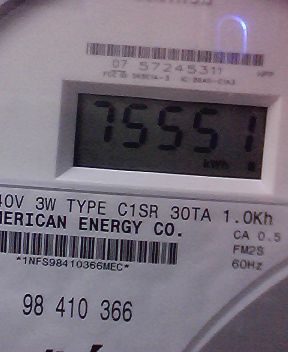 07 57245311
75551
kWh
40V 3W TYPE C1SR 30TA 1.0Kh
MERICAN ENERGY CO.
CA 0.5
FM2S
60Hz
*1NFS98410366MEC*
98 410 366